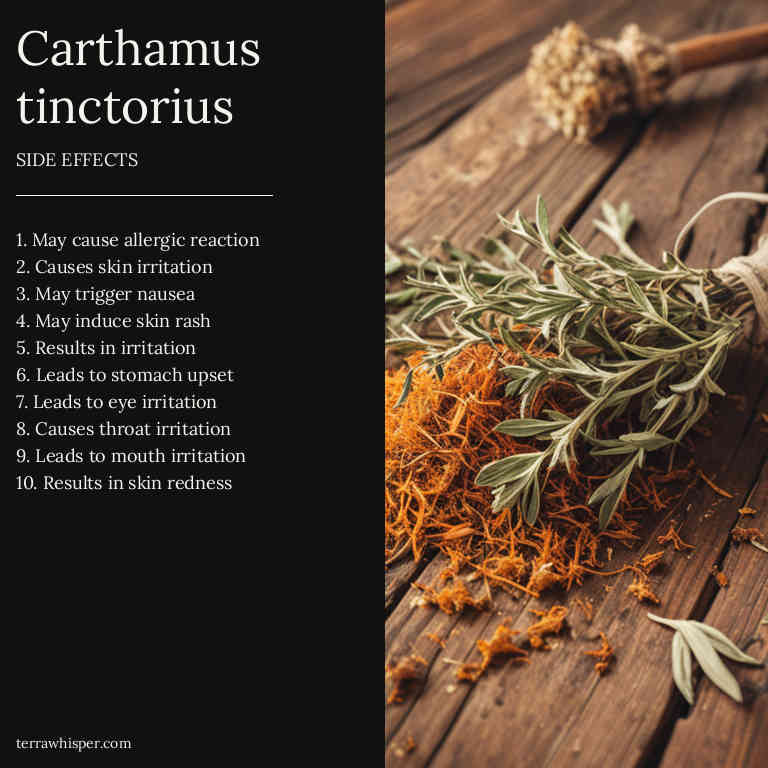 Carthamus
tinctorius
SIDE EFFECTS
1. May cause allergic reaction
2. Causes skin irritation
3. May trigger nausea
4. May induce skin rash
5. Results in irritation
6. Leads to stomach upset
7. Leads to eye irritation
8. Causes throat irritation
9. Leads to mouth irritation
10. Results in skin redness
terrawhisper.com